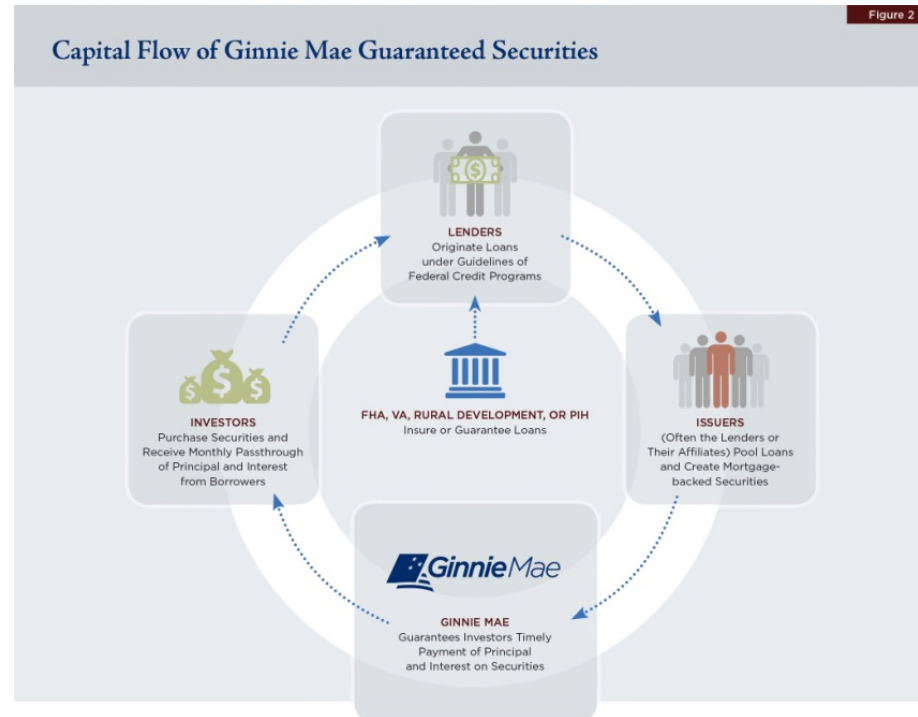 Figure 2
Capital Flow of Ginnie Mae Guaranteed Securities
$
LENDERS
Originate Loans
under Guidelines of
Federal Credit Programs
$ $ $
INVESTORS
Purchase Securities and
Receive Monthly Passthrough
of Principal and Interest
from Borrowers
FHA, VA, RURAL DEVELOPMENT, OR PIH
Insure or Guarantee Loans
ISSUERS
(Often the Lenders or
Their Affiliates) Pool Loans
and Create Mortgage-
backed Securities
GinnieMae
GINNIE MAE
Guarantees Investors Timely
Payment of Principal
and Interest on Securities